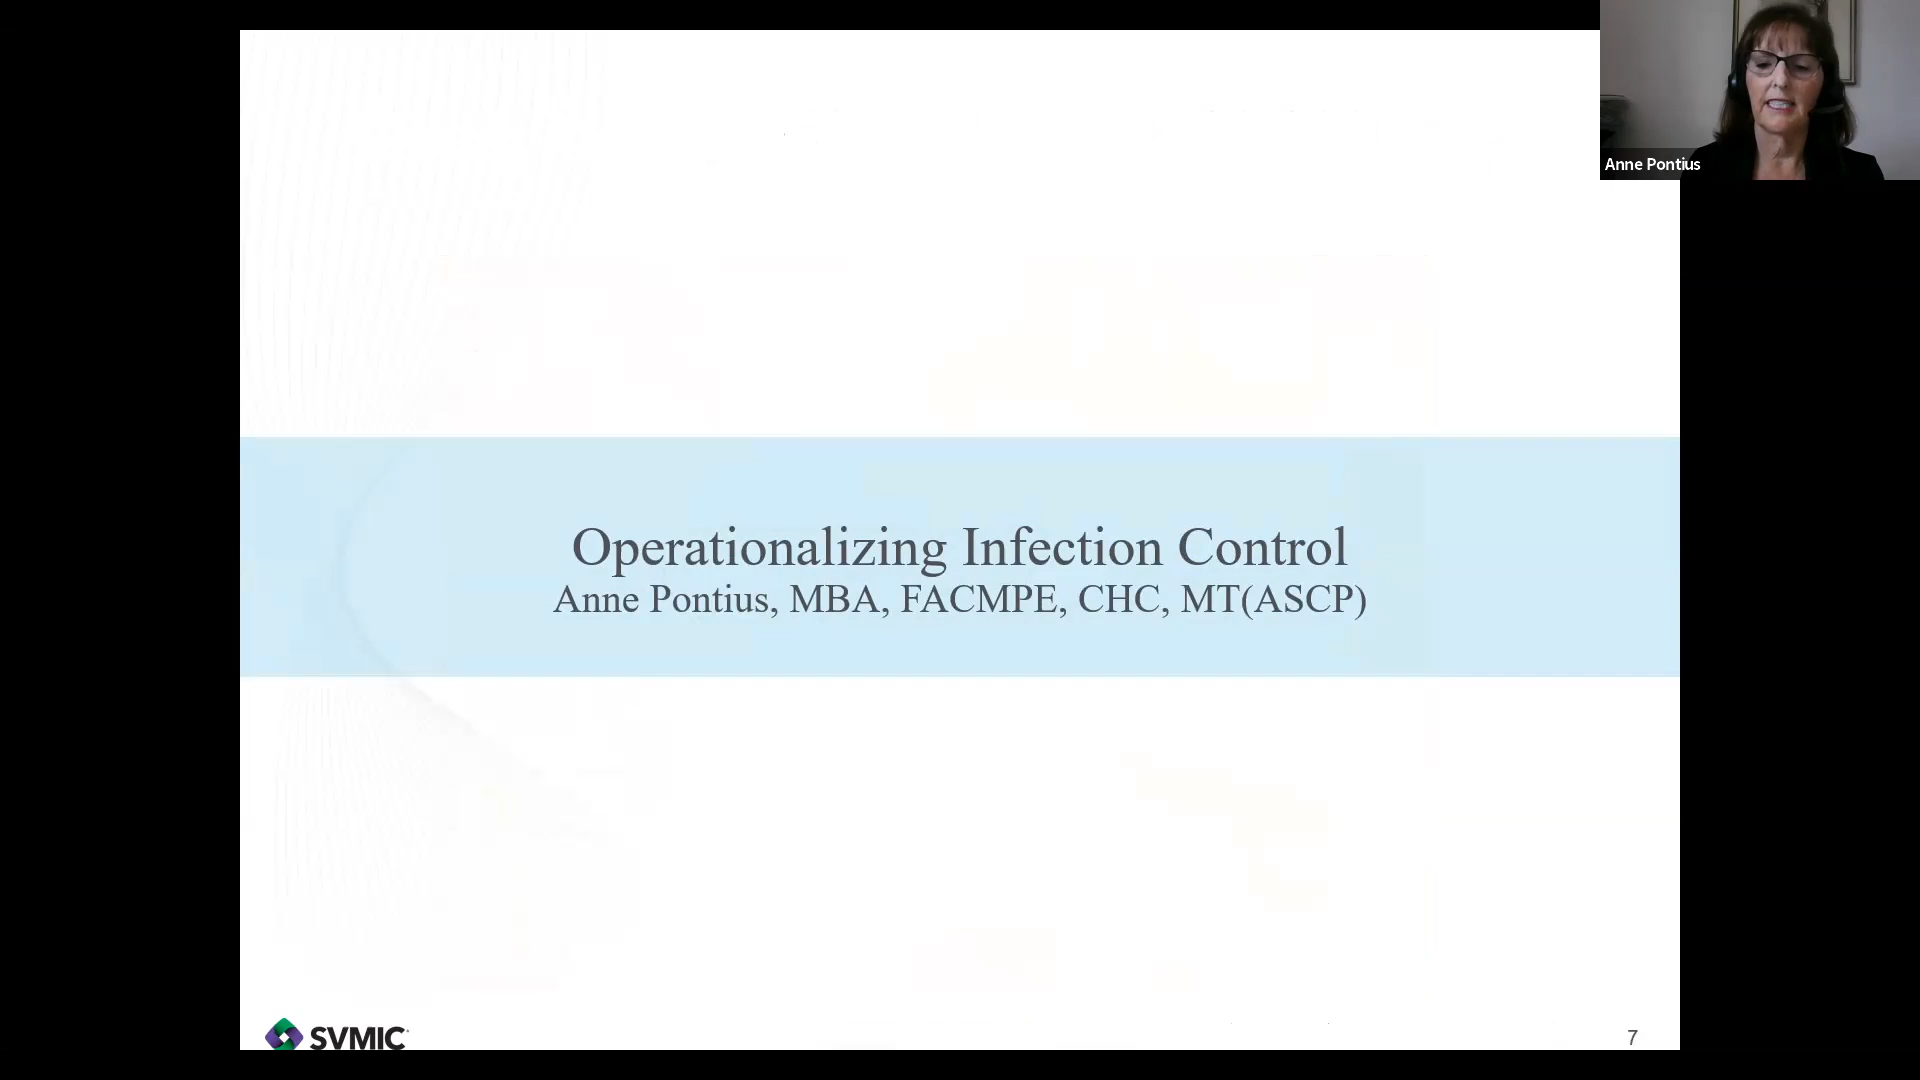 Anne Pontius
Operationalizing Infection Control
Anne Pontius, MBA, FACMPE, CHC, MT(ASCP)
SVMIC
7